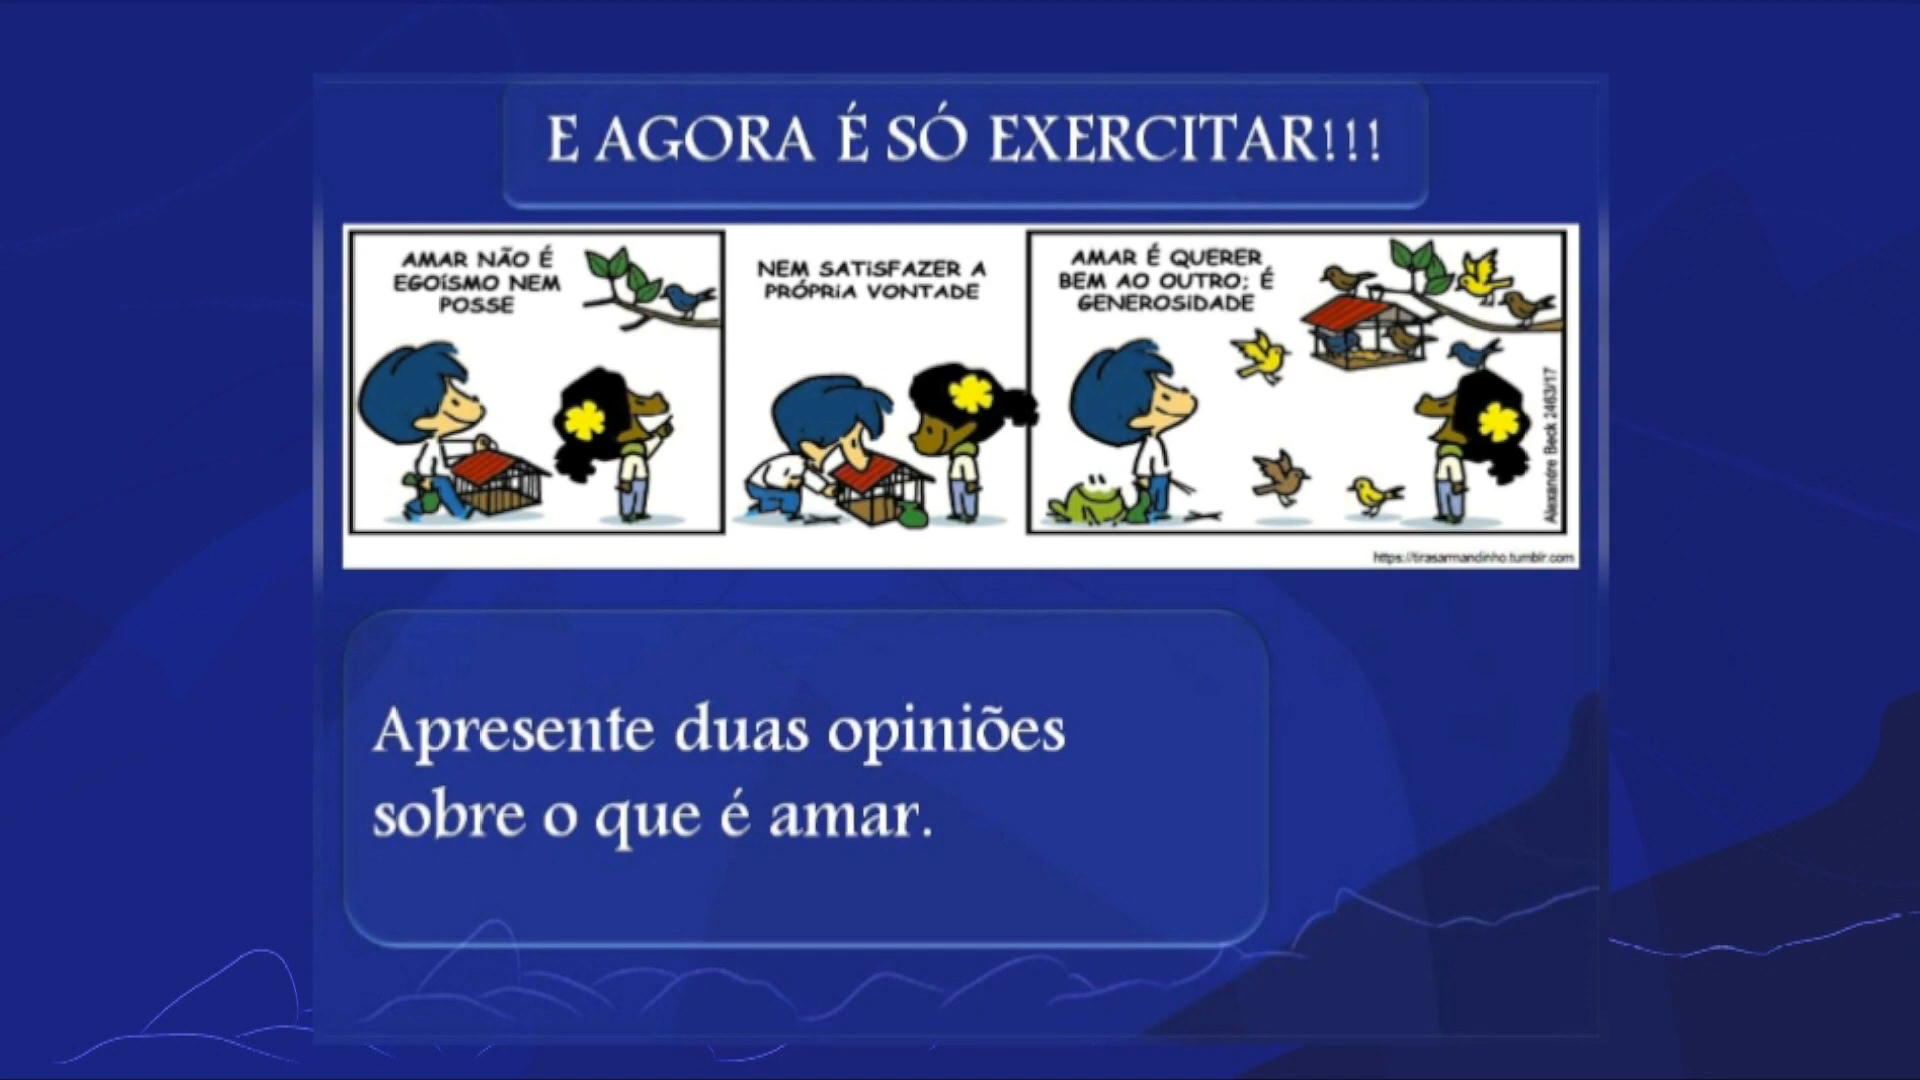 E AGORA É SÓ EXERCITAR!!!
AMAR NÃO É
EGOÍSMO NEM
POSSE
NEM SATISFAZER A
PRÓPRIA VONTADE
AMAR É QUERER
BEM AO OUTRO; É
GENEROSIDADE
Alexandre Beck 2463/17
https://tirasarmandinho.tumblr.com
Apresente duas opiniões
sobre o que é amar.